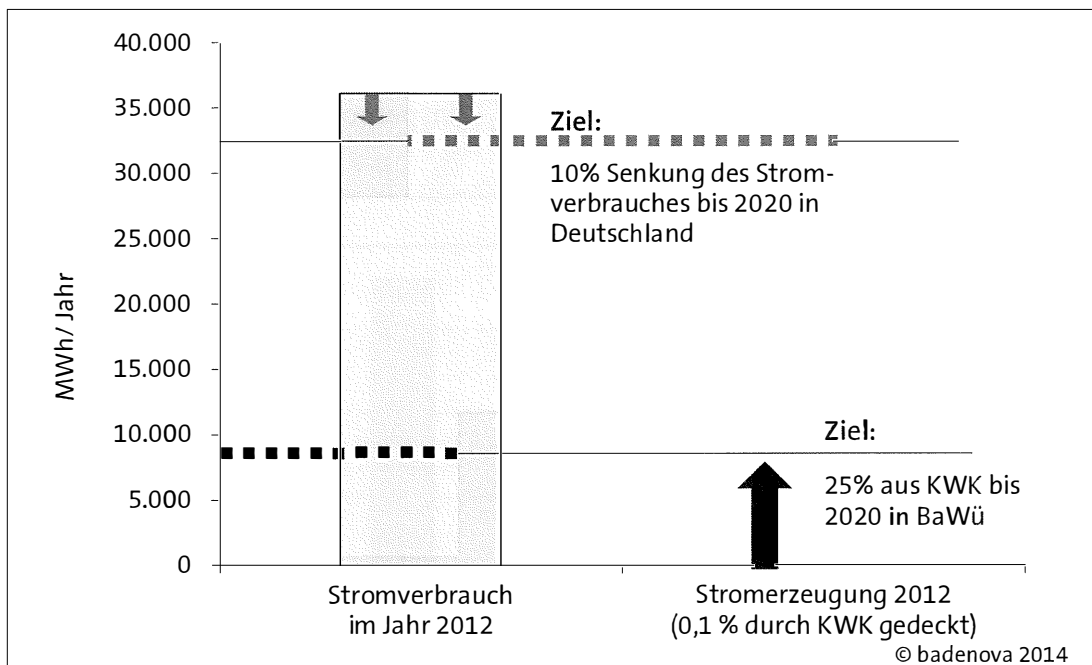 40.000
35.000
30.000
25.000
20.000
15.000
10.000
5.000
0
MWh/ Jahr
Ziel:
10% Senkung des Strom-
verbrauches bis 2020 in
Deutschland
Ziel:
25% aus KWK bis
2020 in BaWü
Stromverbrauch
im Jahr 2012
Stromerzeugung 2012
(0,1 % durch KWK gedeckt)
© badenova 2014